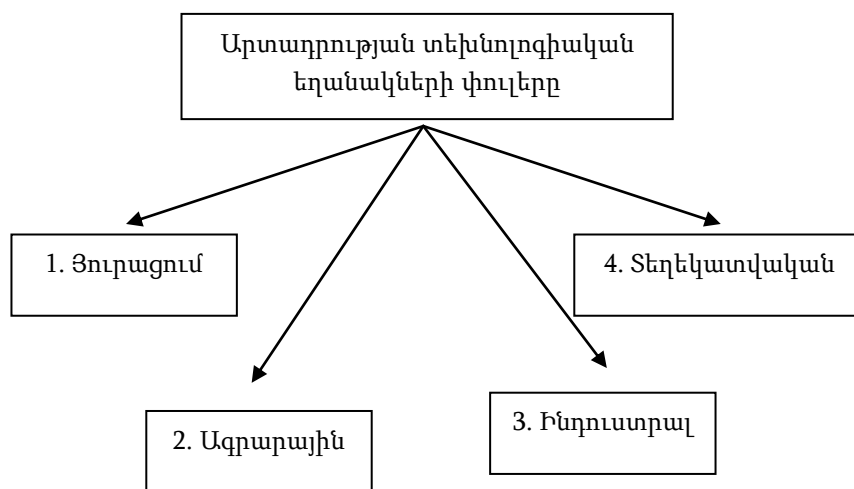 Արտադրության տեխնոլոգիական
եղանակների փուլերը
1. Յուրացում
4. Տեղեկատվական
2. Ագրարային
3. Ինդուստրալ